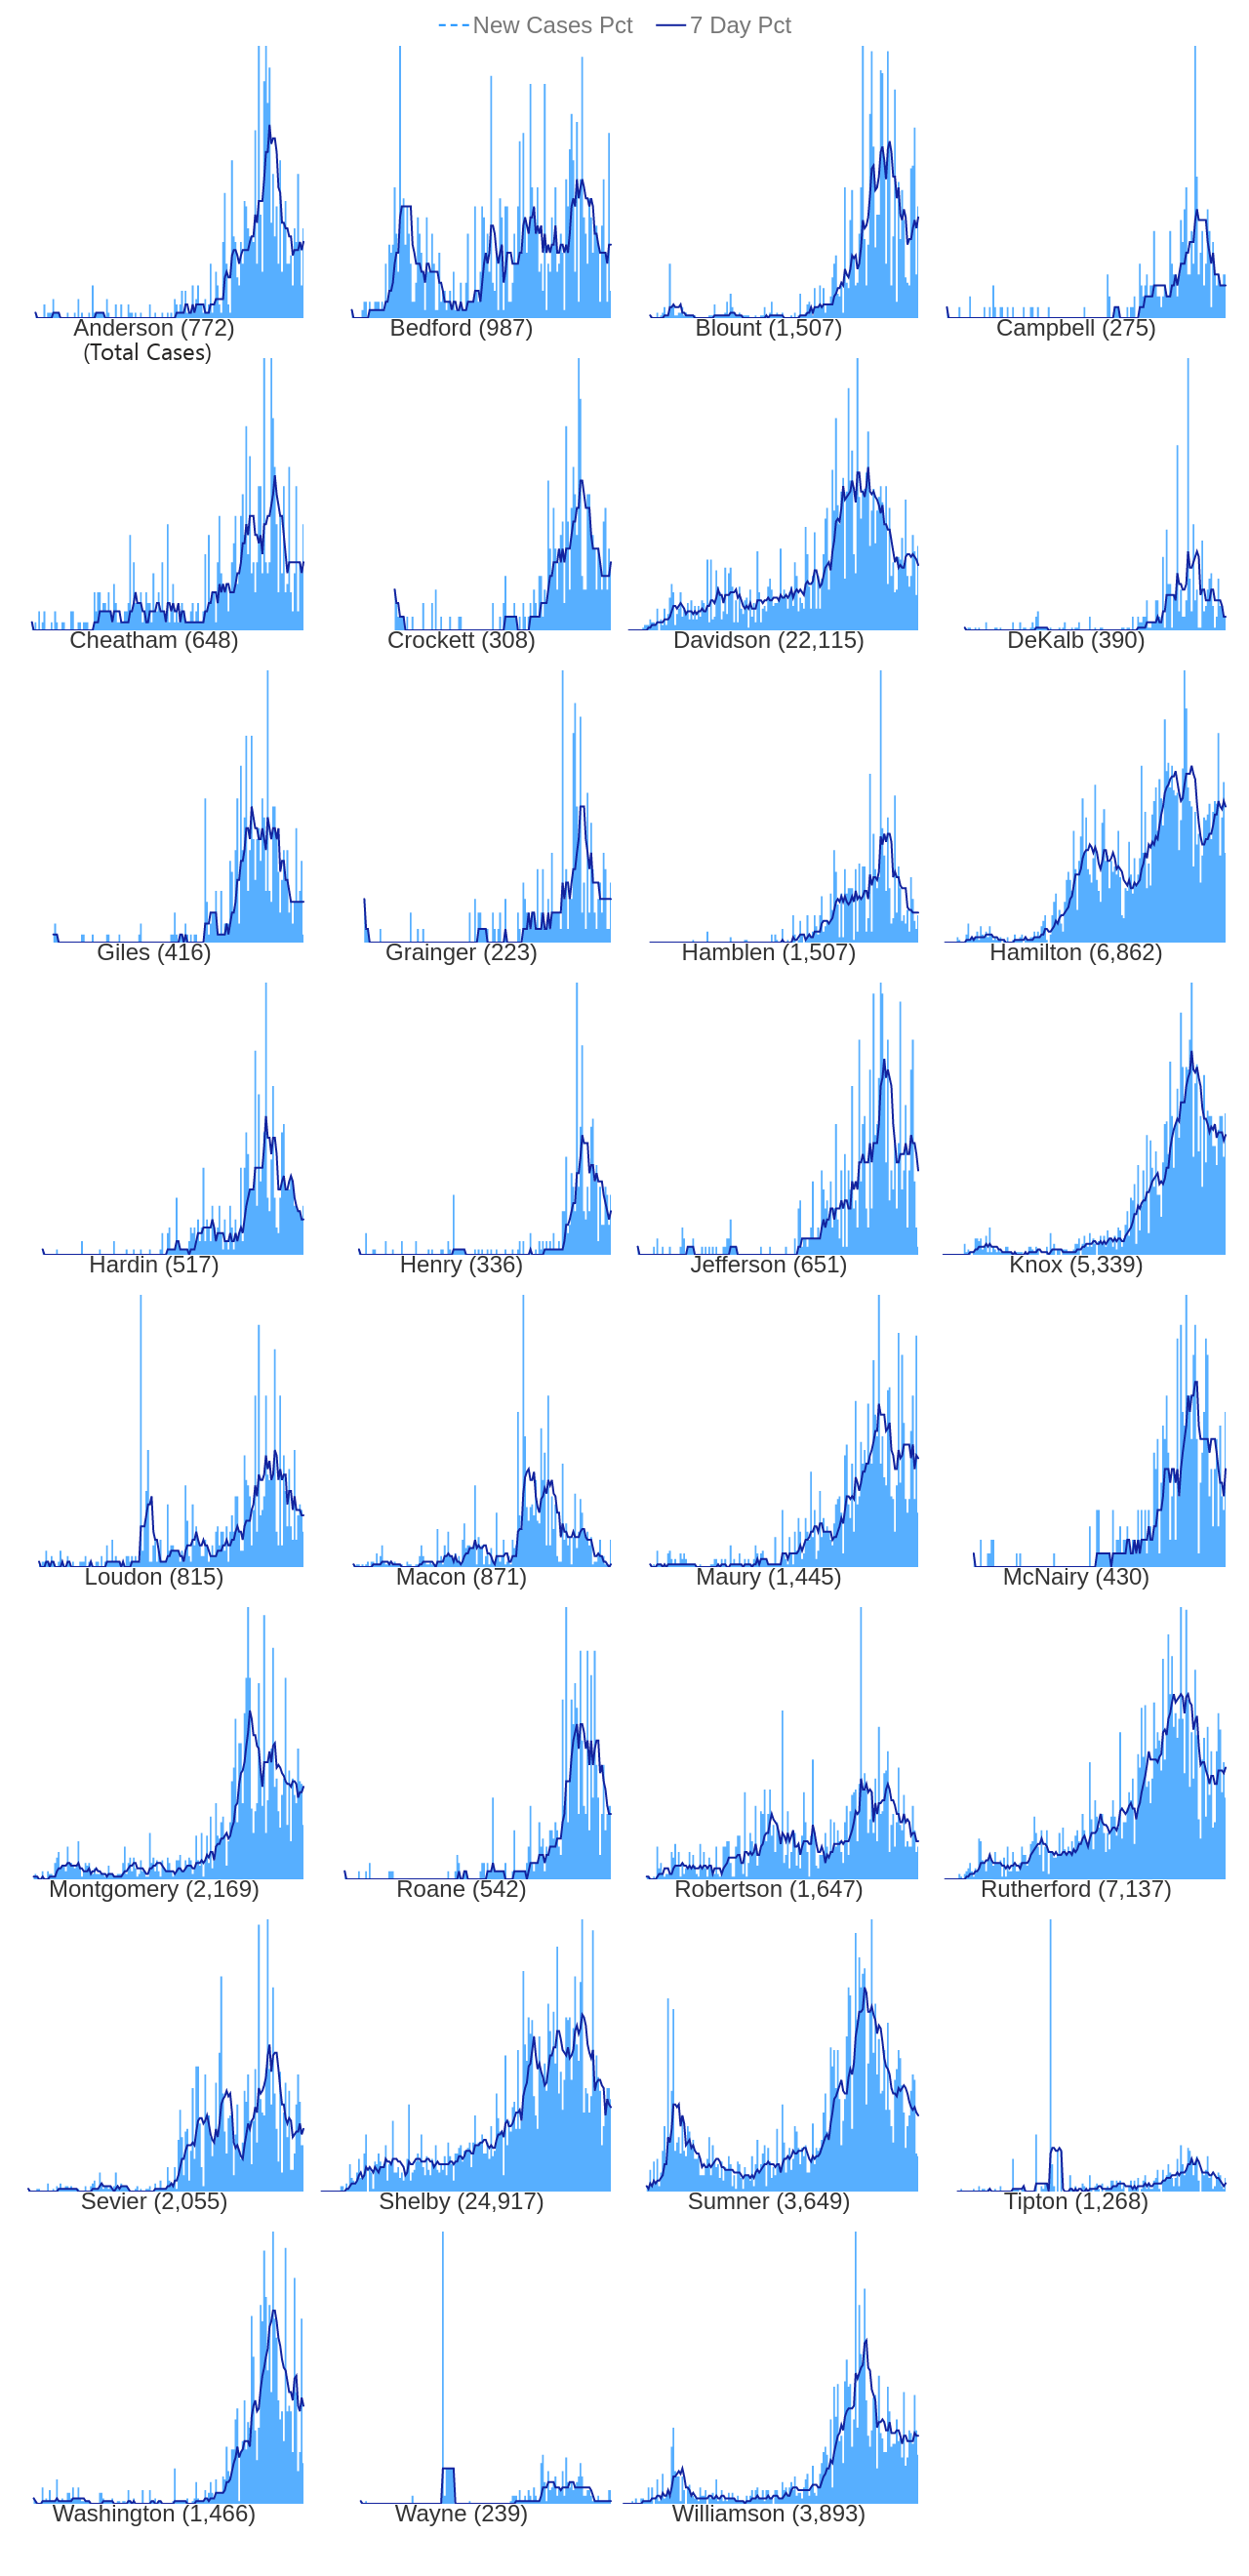 New Cases Pct 7 Day Pct
Anderson (772) Bedford (987) Blount (1,507) Campbell (275)
(Total Cases)
Cheatham (648) Crockett (308) Davidson (22,115) DeKalb (390)
Giles (416) Grainger (223) Hamblen (1,507) Hamilton (6,862)
Hardin (517) Henry (336) Jefferson (651) Knox (5,339)
Loudon (815) Macon (871) Maury (1,445) McNairy (430)
Montgomery (2,169) Roane (542) Robertson (1,647) Rutherford (7,137)
Sevier (2,055) Shelby (24,917) Sumner (3,649) Tipton (1,268)
Washington (1,466) Wayne (239) Williamson (3,893)